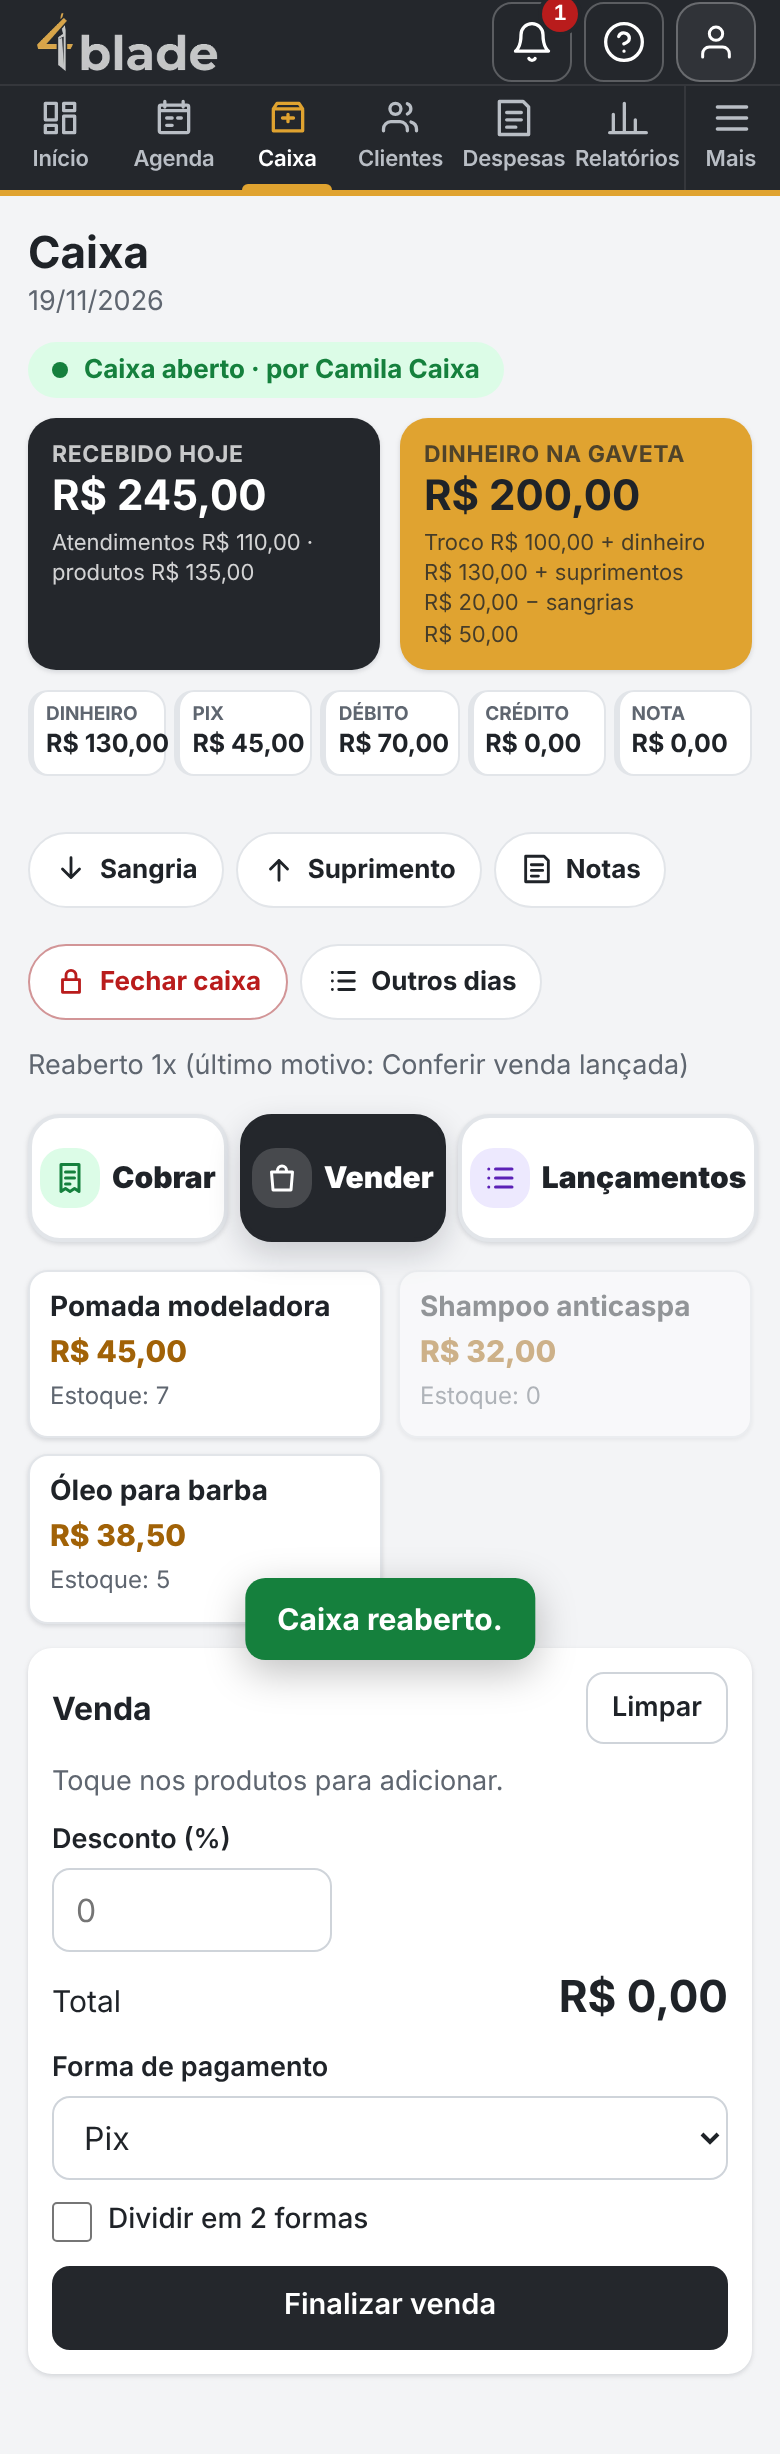 4blade
1
Início
Agenda
Caixa
Clientes
Despesas
Relatórios
Mais
Caixa
19/11/2026
Caixa aberto · por Camila Caixa
RECEBIDO HOJE
R$ 245,00
Atendimentos R$ 110,00 ·
produtos R$ 135,00
DINHEIRO NA GAVETA
R$ 200,00
Troco R$ 100,00 + dinheiro
R$ 130,00 + suprimentos
R$ 20,00 − sangrias
R$ 50,00
DINHEIRO
R$ 130,00
PIX
R$ 45,00
DÉBITO
R$ 70,00
CRÉDITO
R$ 0,00
NOTA
R$ 0,00
Sangria
Suprimento
Notas
Fechar caixa
Outros dias
Reaberto 1x (último motivo: Conferir venda lançada)
Cobrar
Vender
Lançamentos
Pomada modeladora
R$ 45,00
Estoque: 7
Shampoo anticaspa
R$ 32,00
Estoque: 0
Óleo para barba
R$ 38,50
Estoque: 5
Caixa reaberto.
Venda
Limpar
Toque nos produtos para adicionar.
Desconto (%)
0
Total
R$ 0,00
Forma de pagamento
Pix
Dividir em 2 formas
Finalizar venda